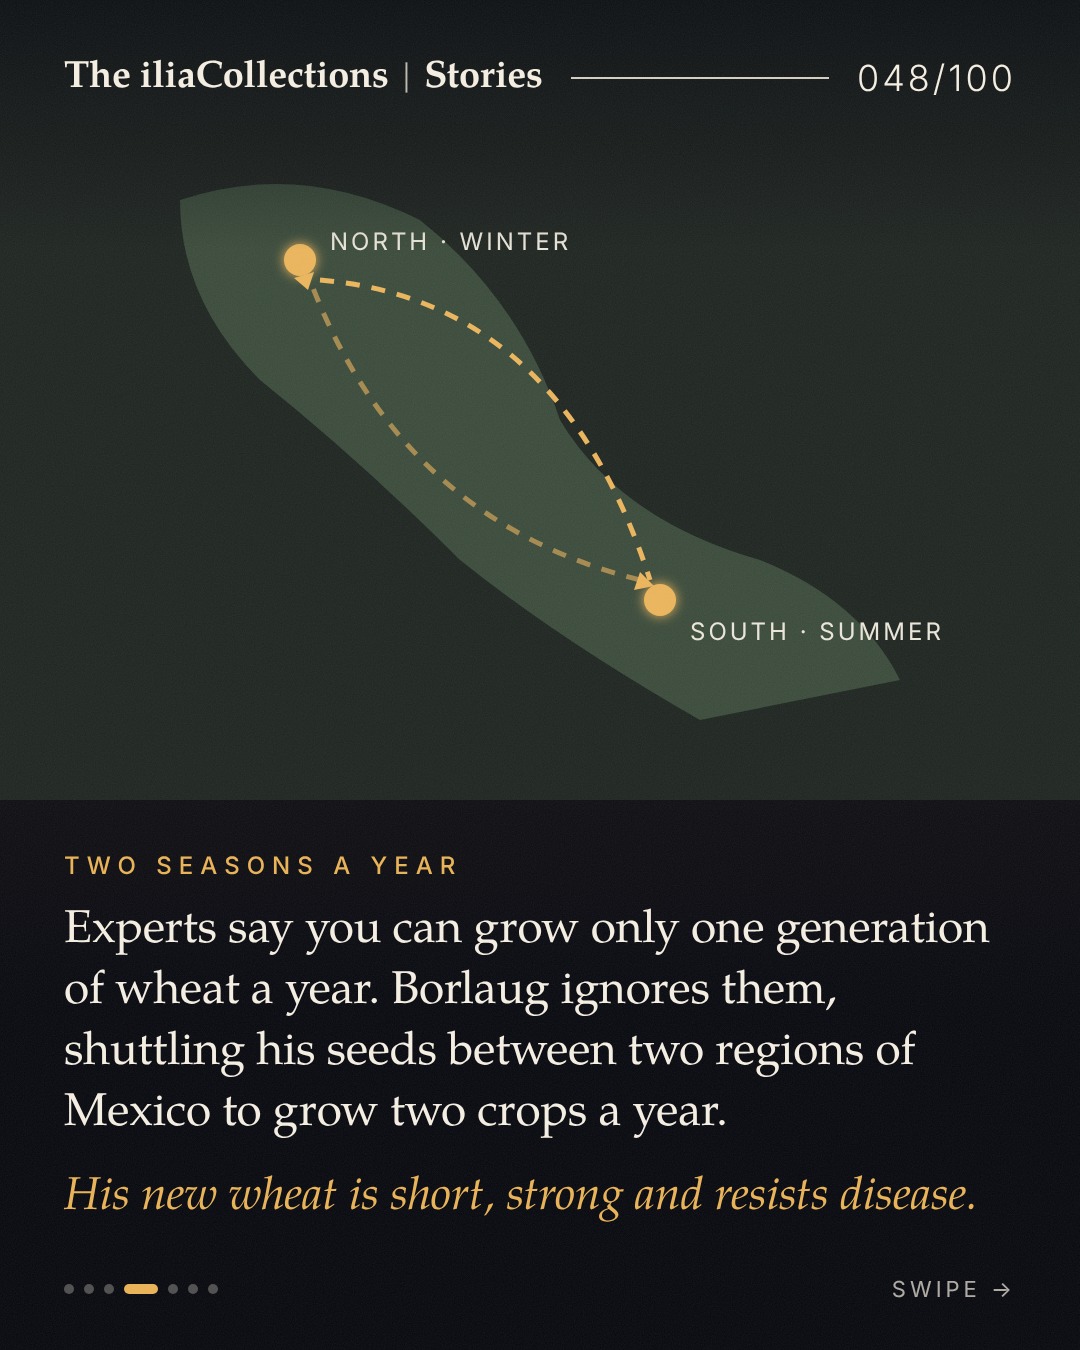 The iliaCollections | Stories 048/100
NORTH · WINTER
SOUTH · SUMMER
TWO SEASONS A YEAR
Experts say you can grow only one generation
of wheat a year. Borlaug ignores them,
shuttling his seeds between two regions of
Mexico to grow two crops a year.
His new wheat is short, strong and resists disease.
SWIPE →